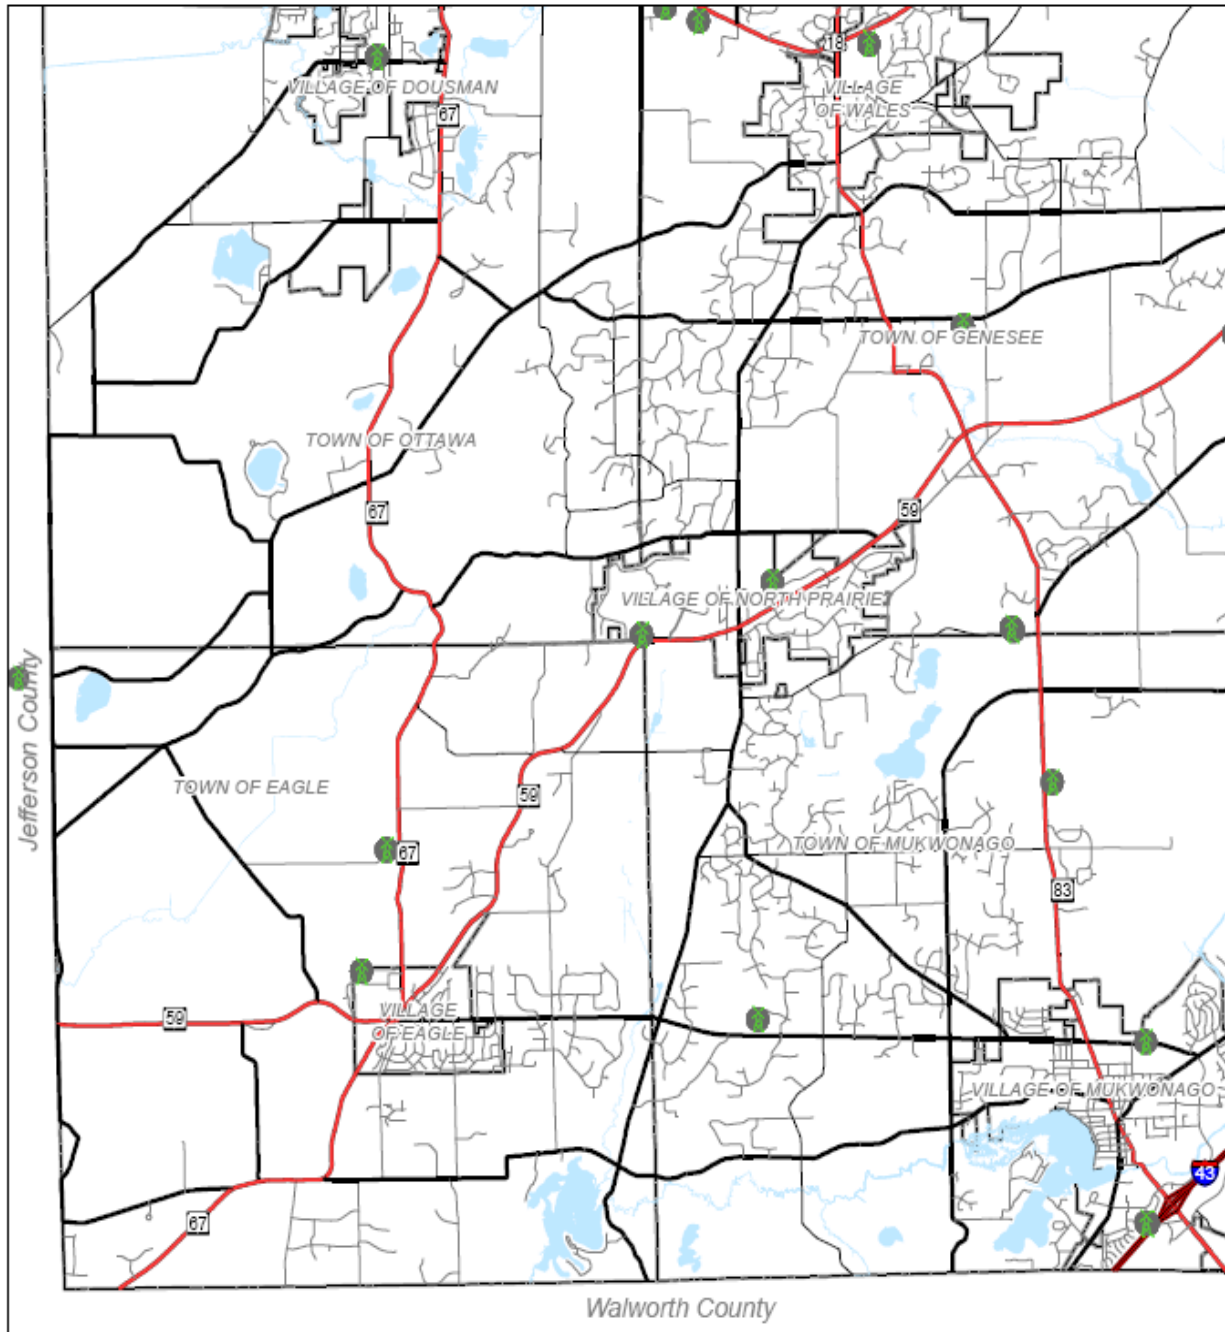 18
VILLAGE OF DOUSMAN
VILLAGE
OF WALES
67
TOWN OF GENESEE
TOWN OF OTTAWA
67
59
VILLAGE OF NORTH PRAIRIE
Jefferson County
TOWN OF EAGLE
59
TOWN OF MUKWONAGO
67
83
VILLAGE
OF EAGLE
59
VILLAGE OF MUKWONAGO
43
67
Walworth County